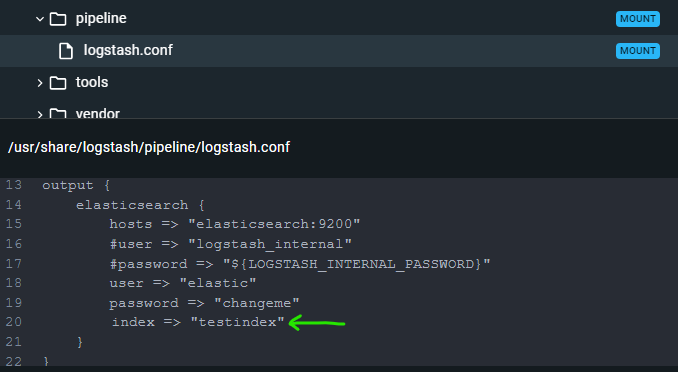 pipeline MOUNT
logstash.conf MOUNT
tools
vendor
/usr/share/logstash/pipeline/logstash.conf
13 output {
14 elasticsearch {
15 hosts => "elasticsearch:9200"
16 #user => "logstash_internal"
17 #password => "${LOGSTASH_INTERNAL_PASSWORD}"
18 user => "elastic"
19 password => "changeme"
20 index => "testindex"
21 }
22 }